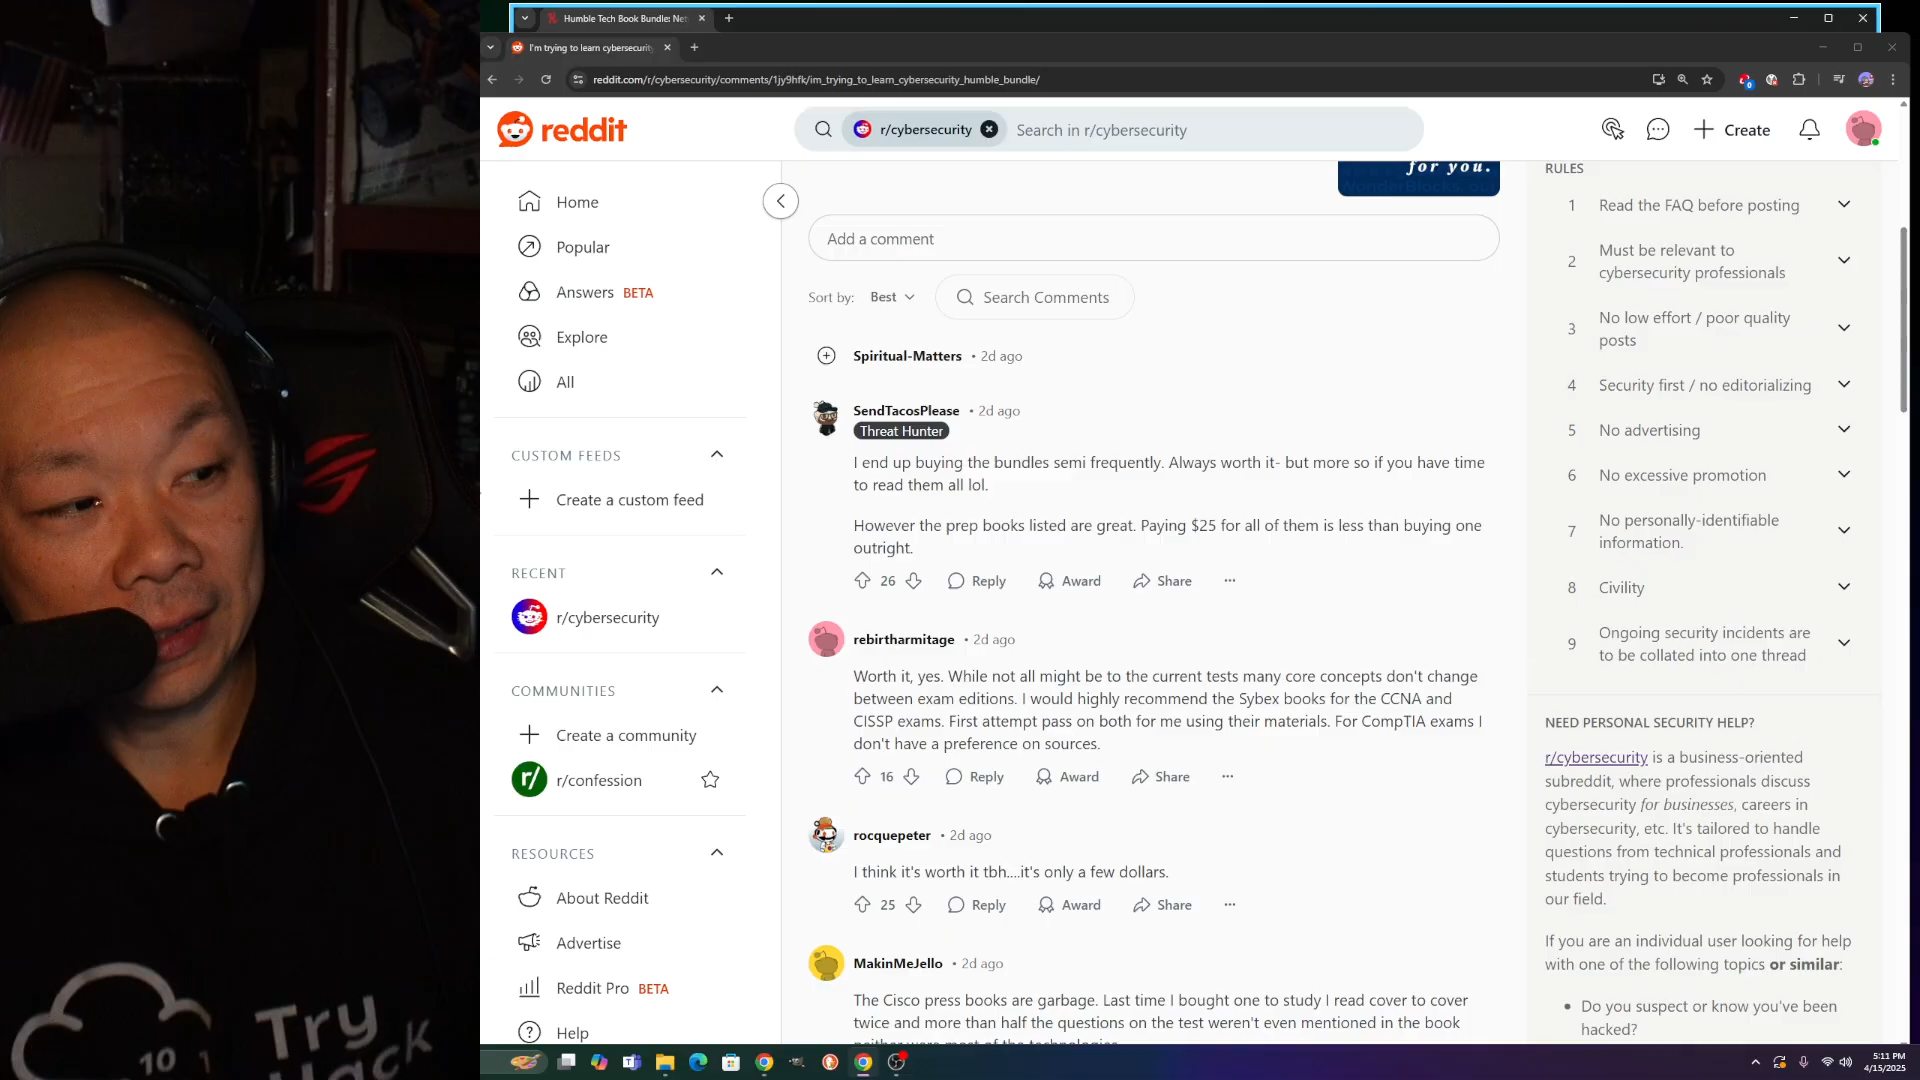 Humble Tech Book Bundle: Net
I'm trying to learn cybersecurity
reddit.com/r/cybersecurity/comments/1jy9hfk/im_trying_to_learn_cybersecurity_humble_bundle/
reddit
r/cybersecurity
Search in r/cybersecurity
Create
Home
Popular
Answers BETA
Explore
All
CUSTOM FEEDS
Create a custom feed
RECENT
r/cybersecurity
COMMUNITIES
Create a community
r/confession
RESOURCES
About Reddit
Advertise
Reddit Pro BETA
Help
for you.
Add a comment
Sort by: Best
Search Comments
Spiritual-Matters • 2d ago
SendTacosPlease • 2d ago
Threat Hunter
I end up buying the bundles semi frequently. Always worth it- but more so if you have time
to read them all lol.
However the prep books listed are great. Paying $25 for all of them is less than buying one
outright.
26 Reply Award Share
rebirtharmitage • 2d ago
Worth it, yes. While not all might be to the current tests many core concepts don't change
between exam editions. I would highly recommend the Sybex books for the CCNA and
CISSP exams. First attempt pass on both for me using their materials. For CompTIA exams I
don't have a preference on sources.
16 Reply Award Share
rocquepeter • 2d ago
I think it's worth it tbh....it's only a few dollars.
25 Reply Award Share
MakinMeJello • 2d ago
The Cisco press books are garbage. Last time I bought one to study I read cover to cover
twice and more than half the questions on the test weren't even mentioned in the book
neither were most of the technologies
RULES
1 Read the FAQ before posting
2 Must be relevant to
cybersecurity professionals
3 No low effort / poor quality
posts
4 Security first / no editorializing
5 No advertising
6 No excessive promotion
7 No personally-identifiable
information.
8 Civility
9 Ongoing security incidents are
to be collated into one thread
NEED PERSONAL SECURITY HELP?
r/cybersecurity is a business-oriented
subreddit, where professionals discuss
cybersecurity for businesses, careers in
cybersecurity, etc. It's tailored to handle
questions from technical professionals and
students trying to become professionals in
our field.
If you are an individual user looking for help
with one of the following topics or similar:
• Do you suspect or know you've been
hacked?
5:11 PM
4/15/2025
Try
Hack
10